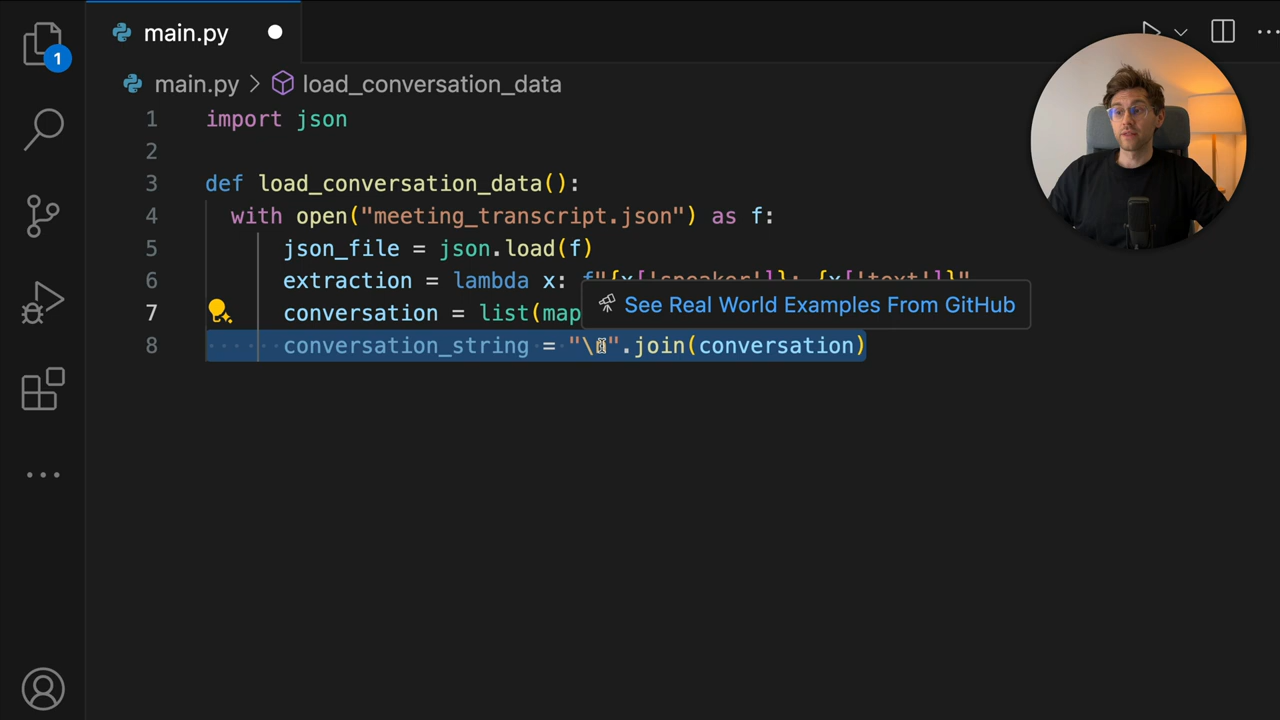 main.py
main.py > load_conversation_data
1 import json
2
3 def load_conversation_data():
4 with open("meeting_transcript.json") as f:
5 json_file = json.load(f)
6 extraction = lambda x: f"{x['speaker']}: {x['text']}"
7 conversation = list(map
See Real World Examples From GitHub
8 conversation_string = "\n".join(conversation)
1